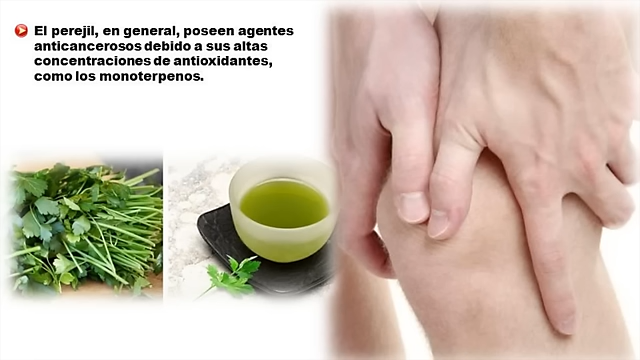 El perejil, en general, poseen agentes
anticancerosos debido a sus altas
concentraciones de antioxidantes,
como los monoterpenos.